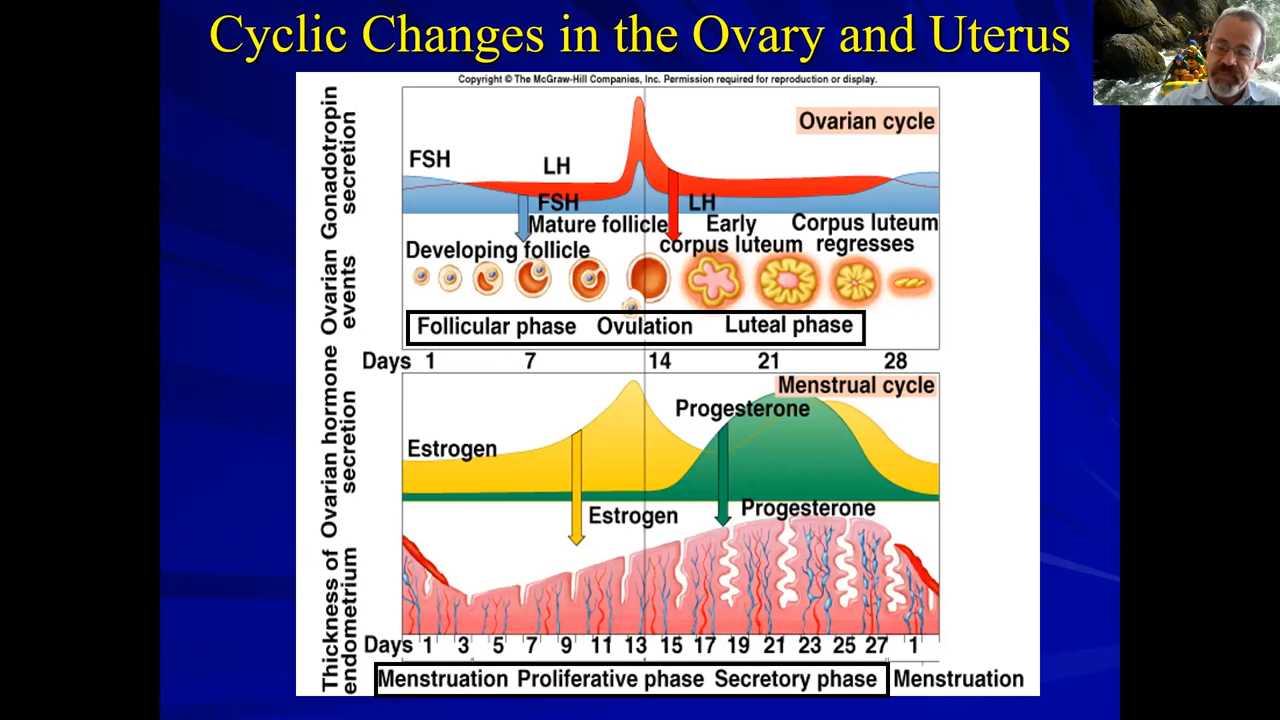 Cyclic Changes in the Ovary and Uterus
Copyright © The McGraw-Hill Companies, Inc. Permission required for reproduction or display.
Gonadotropin
secretion
Ovarian cycle
FSH
LH
FSH
LH
Ovarian
events
Mature follicle
Early
corpus luteum
Corpus luteum
regresses
Developing follicle
Follicular phase Ovulation Luteal phase
Days 1 7 14 21 28
Ovarian hormone
secretion
Menstrual cycle
Progesterone
Estrogen
Estrogen
Progesterone
Thickness of
endometrium
Days 1 3 5 7 9 11 13 15 17 19 21 23 25 27 1
Menstruation Proliferative phase Secretory phase Menstruation